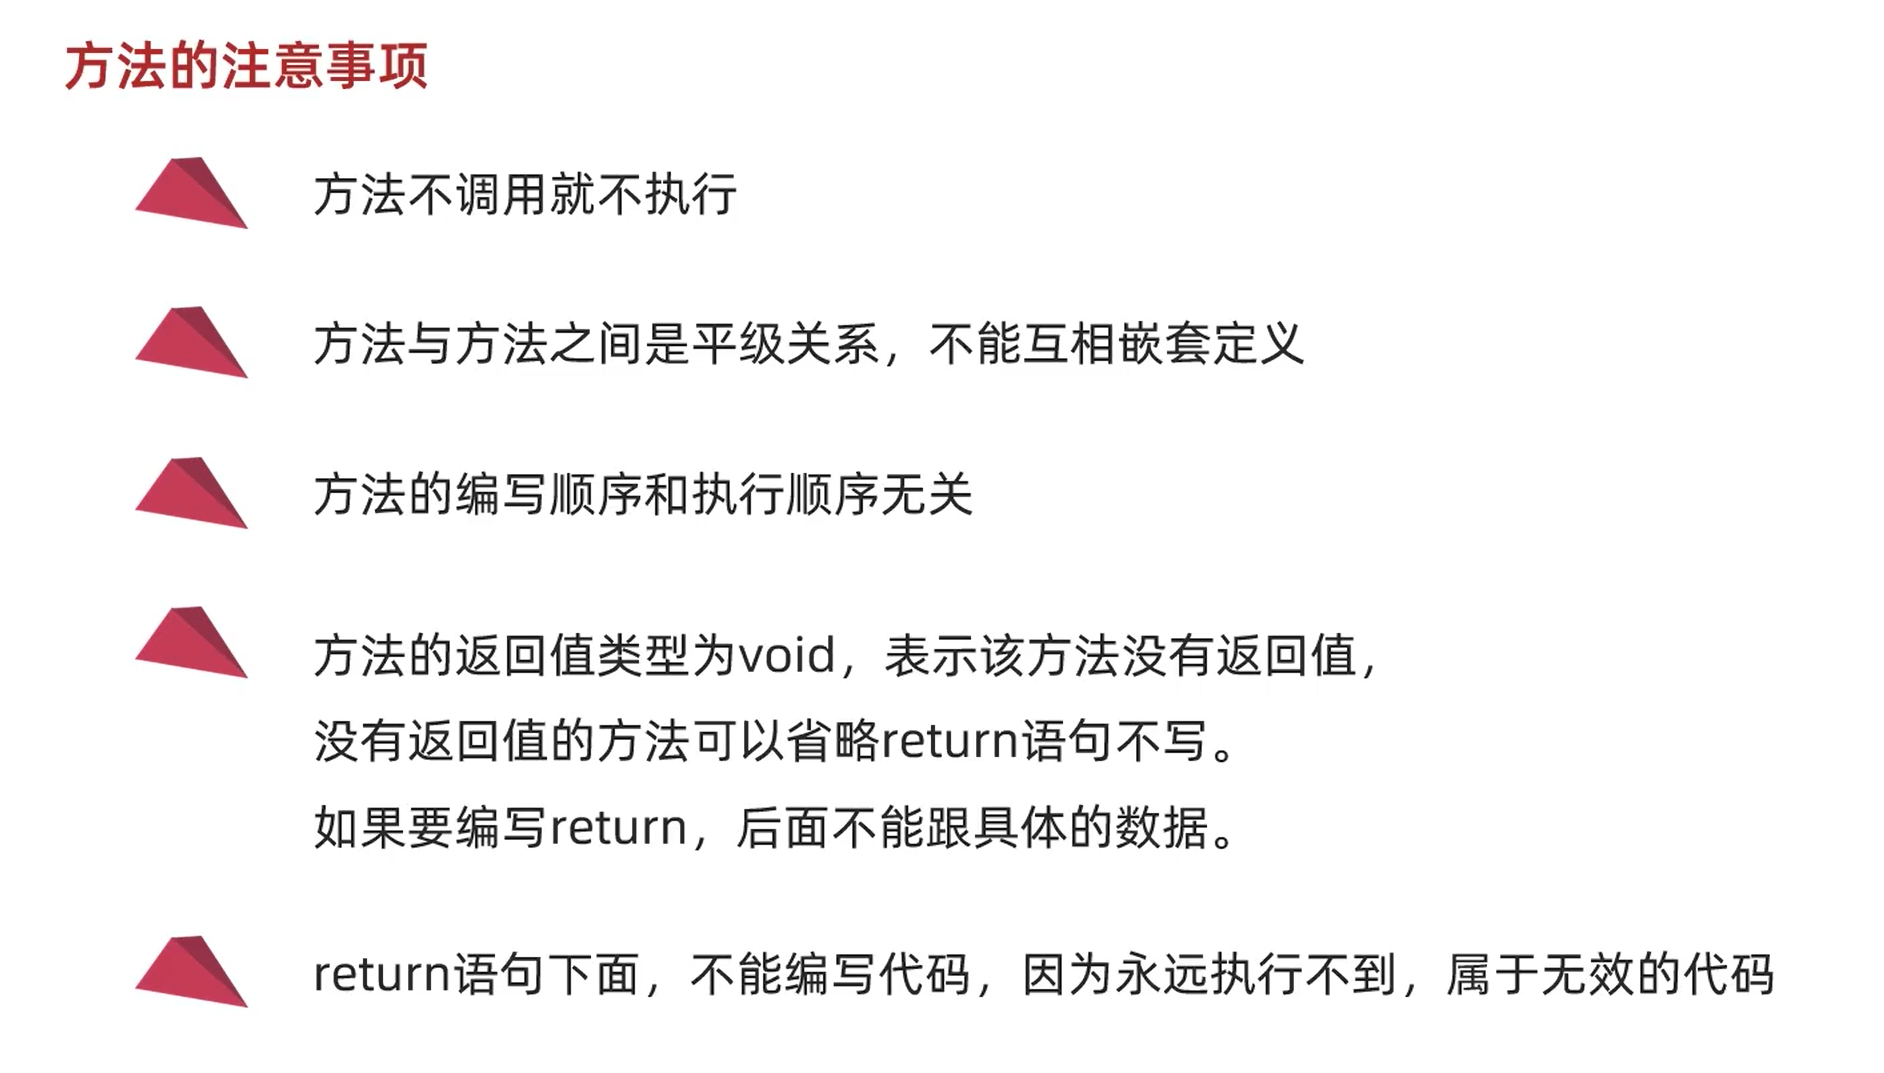 方法的注意事项
方法不调用就不执行
方法与方法之间是平级关系，不能互相嵌套定义
方法的编写顺序和执行顺序无关
方法的返回值类型为void，表示该方法没有返回值，
没有返回值的方法可以省略return语句不写。
如果要编写return，后面不能跟具体的数据。
return语句下面，不能编写代码，因为永远执行不到，属于无效的代码